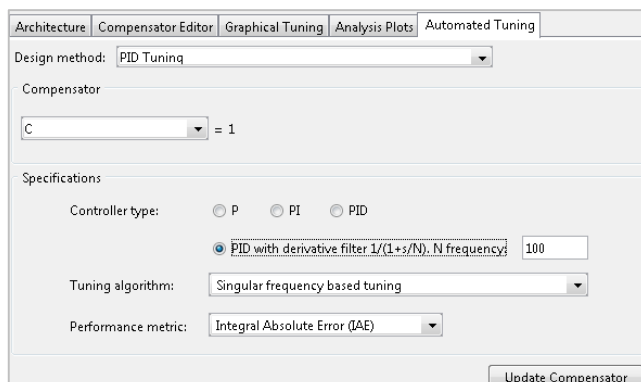 Architecture Compensator Editor Graphical Tuning Analysis Plots Automated Tuning
Design method: PID Tuning
Compensator
C = 1
Specifications
Controller type: P PI PID
PID with derivative filter 1/(1+s/N). N frequency: 100
Tuning algorithm: Singular frequency based tuning
Performance metric: Integral Absolute Error (IAE)
Update Compensator